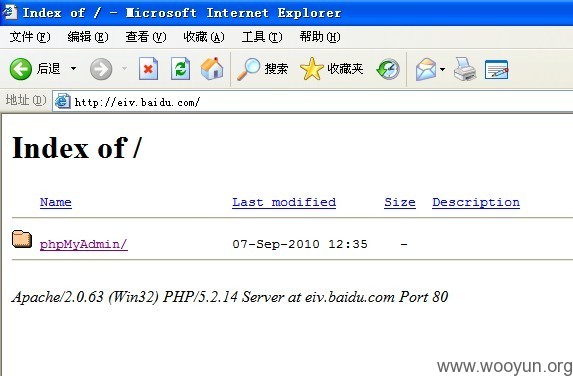 Index of / - Microsoft Internet Explorer
文件(F) 编辑(E) 查看(V) 收藏(A) 工具(T) 帮助(H)
后退 搜索 收藏夹
地址(D) http://eiv.baidu.com/
Index of /
Name Last modified Size Description
phpMyAdmin/ 07-Sep-2010 12:35 -
Apache/2.0.63 (Win32) PHP/5.2.14 Server at eiv.baidu.com Port 80
www.wooyun.org